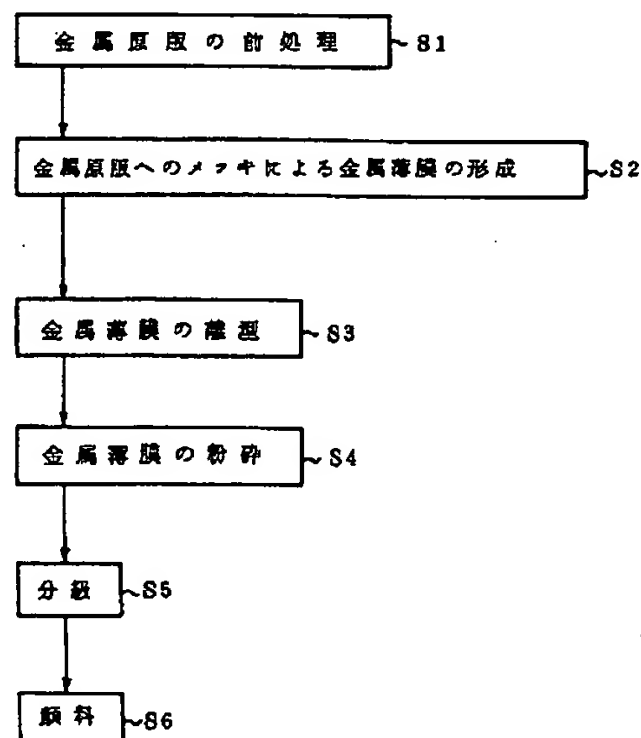 金属原版の前処理 ~S1
金属原版へのメッキによる金属薄膜の形成 ~S2
金属薄膜の離型 ~S3
金属薄膜の粉砕 ~S4
分級 ~S5
顔料 ~S6